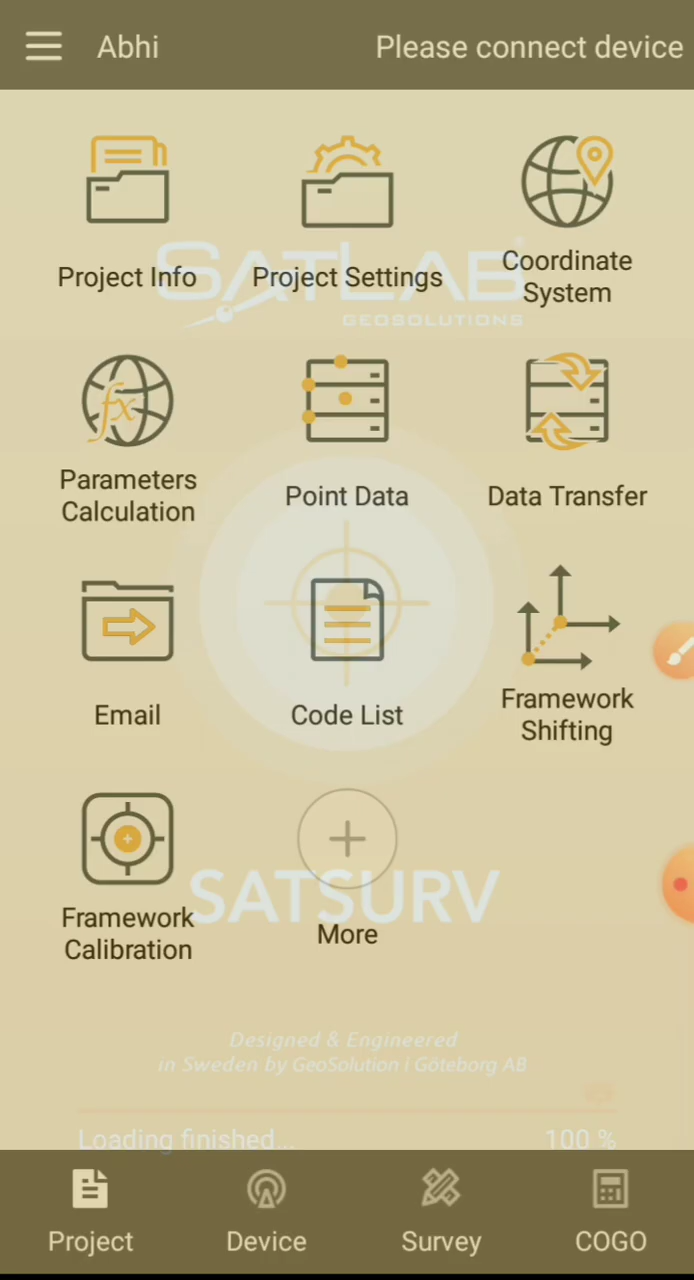 Abhi
Please connect device
SATLAB
GEOSOLUTIONS
Project Info
Project Settings
Coordinate
System
fx
Parameters
Calculation
Point Data
Data Transfer
Email
Code List
Framework
Shifting
Framework
Calibration
SATSURV
More
Designed & Engineered
in Sweden by GeoSolution i Göteborg AB
Loading finished...
100 %
Project
Device
Survey
COGO